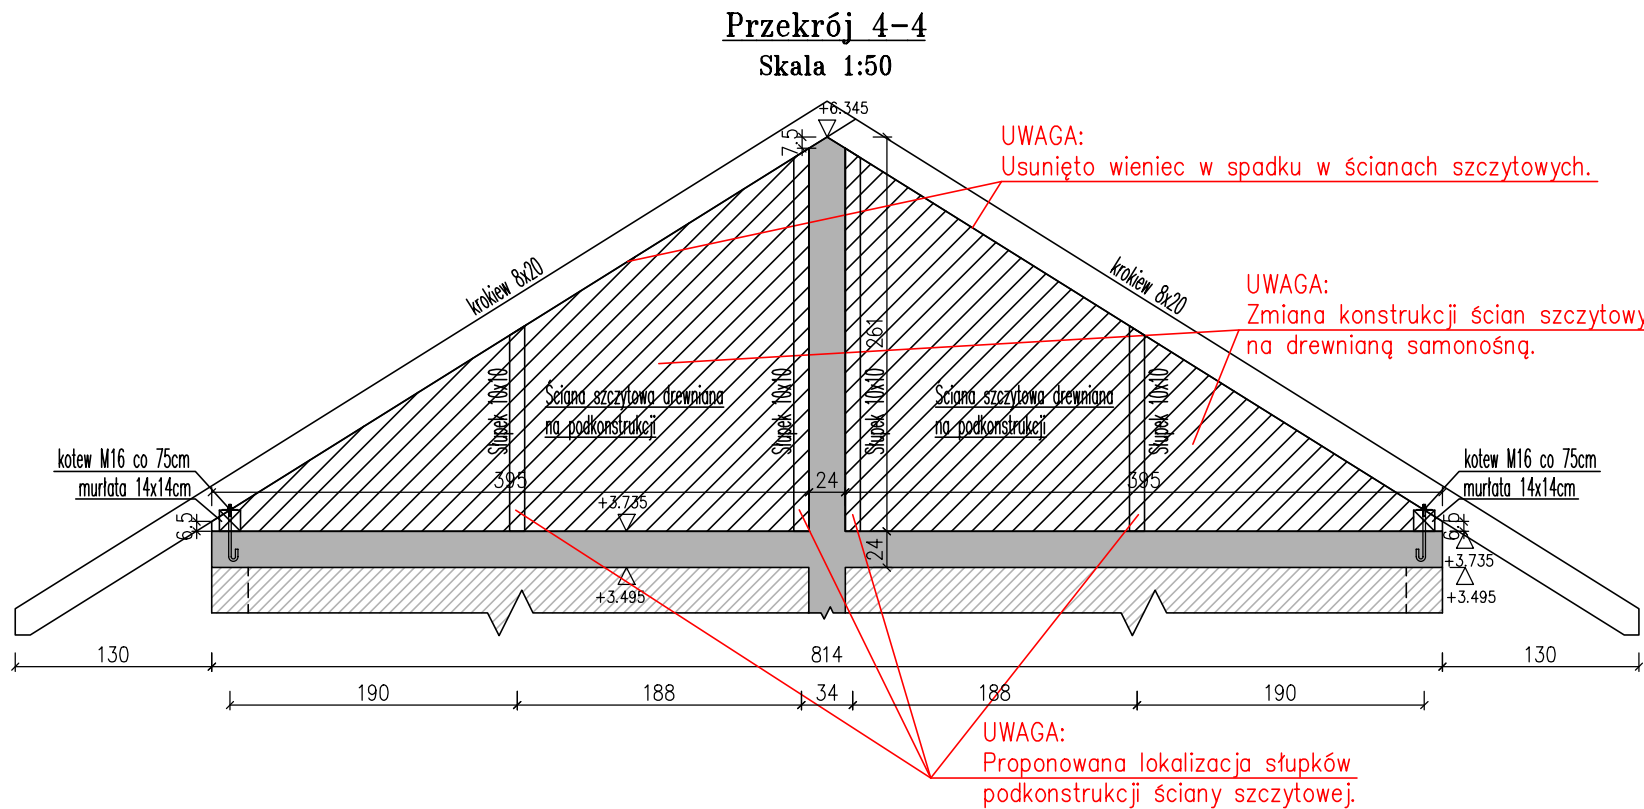 Przekrój 4-4
Skala 1:50
+6.345
7,5
UWAGA:
Usunięto wieniec w spadku w ścianach szczytowych.
krokiew 8x20
krokiew 8x20
UWAGA:
Zmiana konstrukcji ścian szczytowy
na drewnianą samonośną.
261
Słupek 10x10
Ściana szczytowa drewniana
na podkonstrukcji
Słupek 10x10
Słupek 10x10
Ściana szczytowa drewniana
na podkonstrukcji
Słupek 10x10
kotew M16 co 75cm
murłata 14x14cm
kotew M16 co 75cm
murłata 14x14cm
395
24
395
+3.735
6,5
6,5
24
+3.735
+3.495
+3.495
130
814
130
190
188
34
188
190
UWAGA:
Proponowana lokalizacja słupków
podkonstrukcji ściany szczytowej.